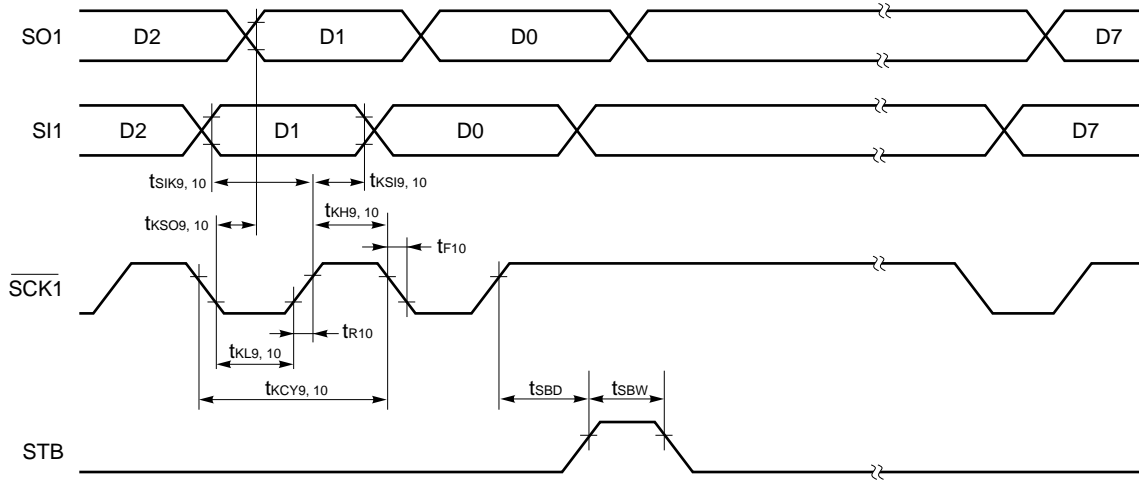 SO1 D2 D1 D0 D7
SI1 D2 D1 D0 D7
tSIK9, 10 tKSI9, 10
tKSO9, 10 tKH9, 10
tF10
SCK1
tR10
tKL9, 10
tKCY9, 10 tSBD tSBW
STB